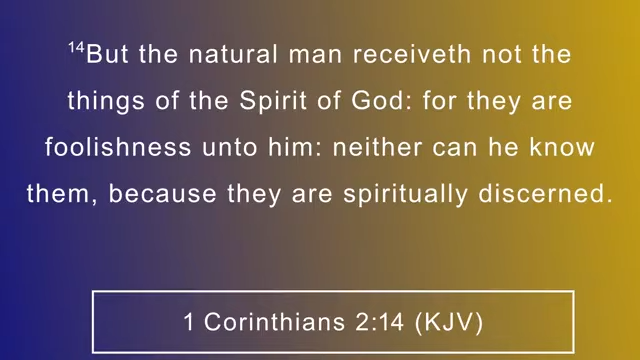 ¹⁴But the natural man receiveth not the
things of the Spirit of God: for they are
foolishness unto him: neither can he know
them, because they are spiritually discerned.
1 Corinthians 2:14 (KJV)